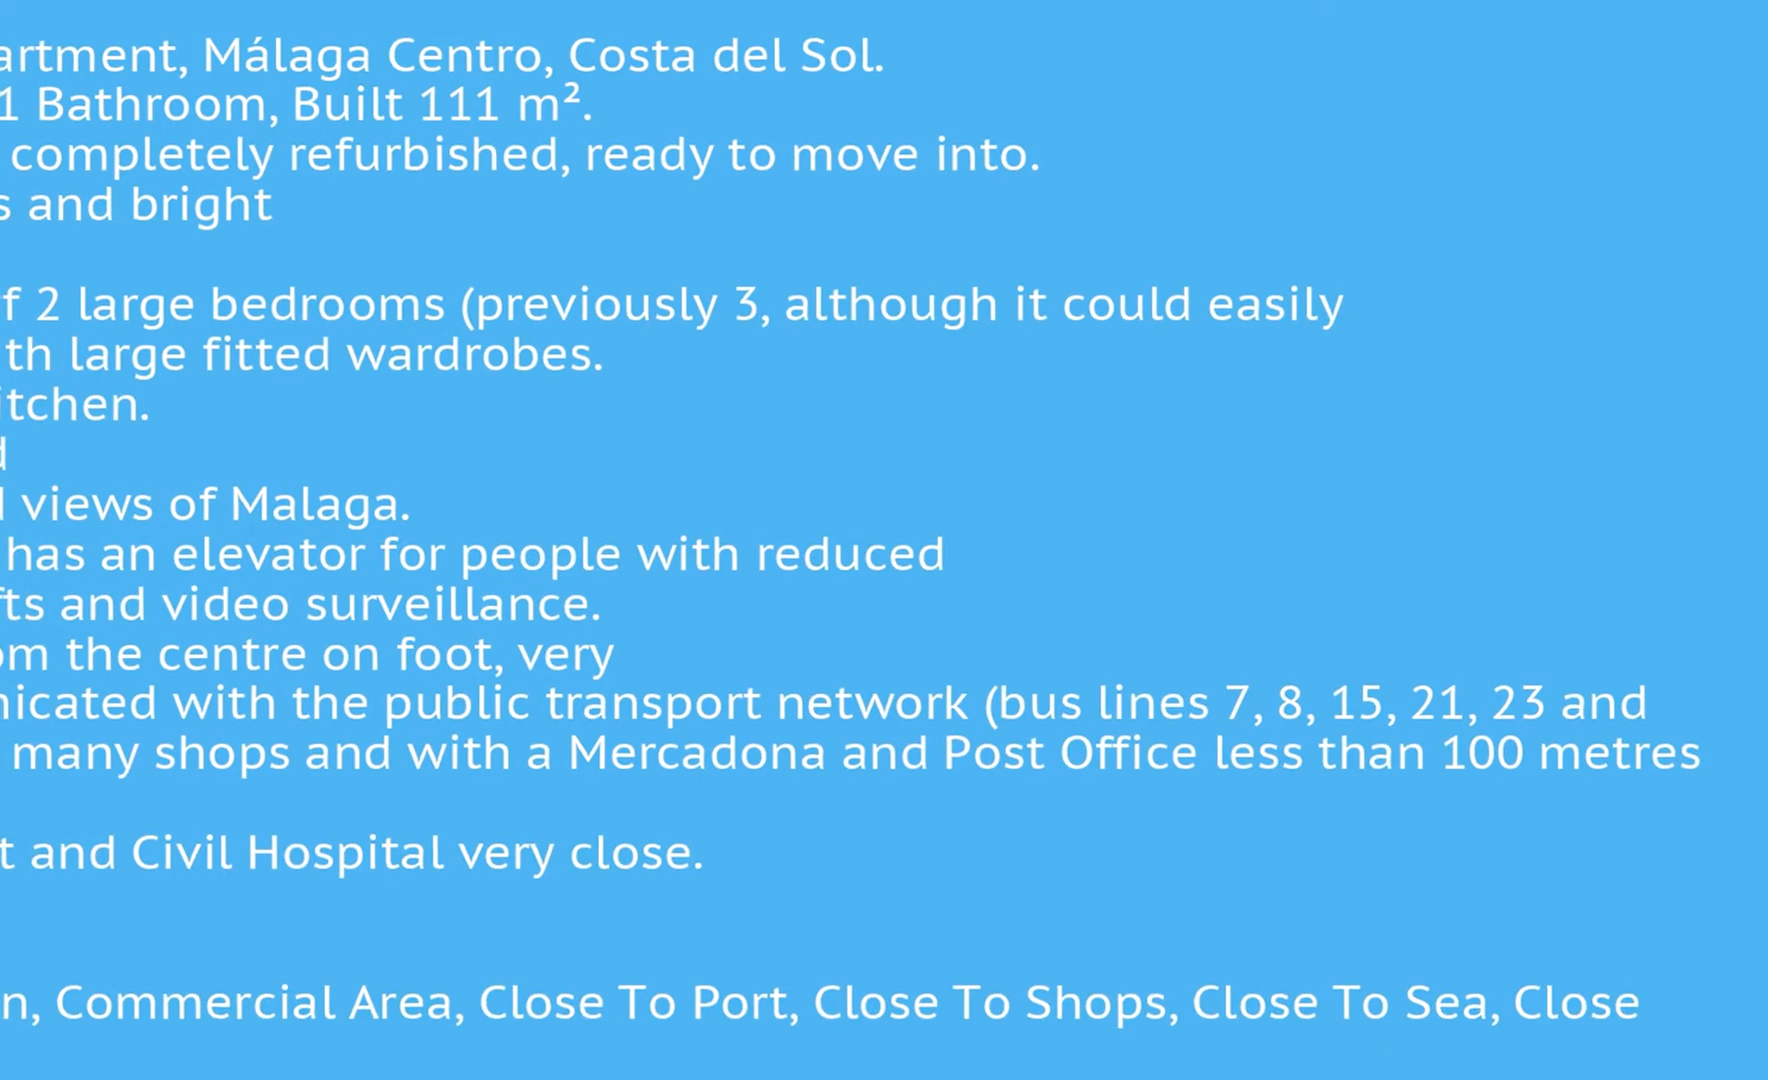 artment, Málaga Centro, Costa del Sol.
1 Bathroom, Built 111 m².
completely refurbished, ready to move into.
s and bright
f 2 large bedrooms (previously 3, although it could easily
th large fitted wardrobes.
itchen.
d
views of Malaga.
has an elevator for people with reduced
fts and video surveillance.
om the centre on foot, very
nicated with the public transport network (bus lines 7, 8, 15, 21, 23 and
many shops and with a Mercadona and Post Office less than 100 metres
t and Civil Hospital very close.
n, Commercial Area, Close To Port, Close To Shops, Close To Sea, Close